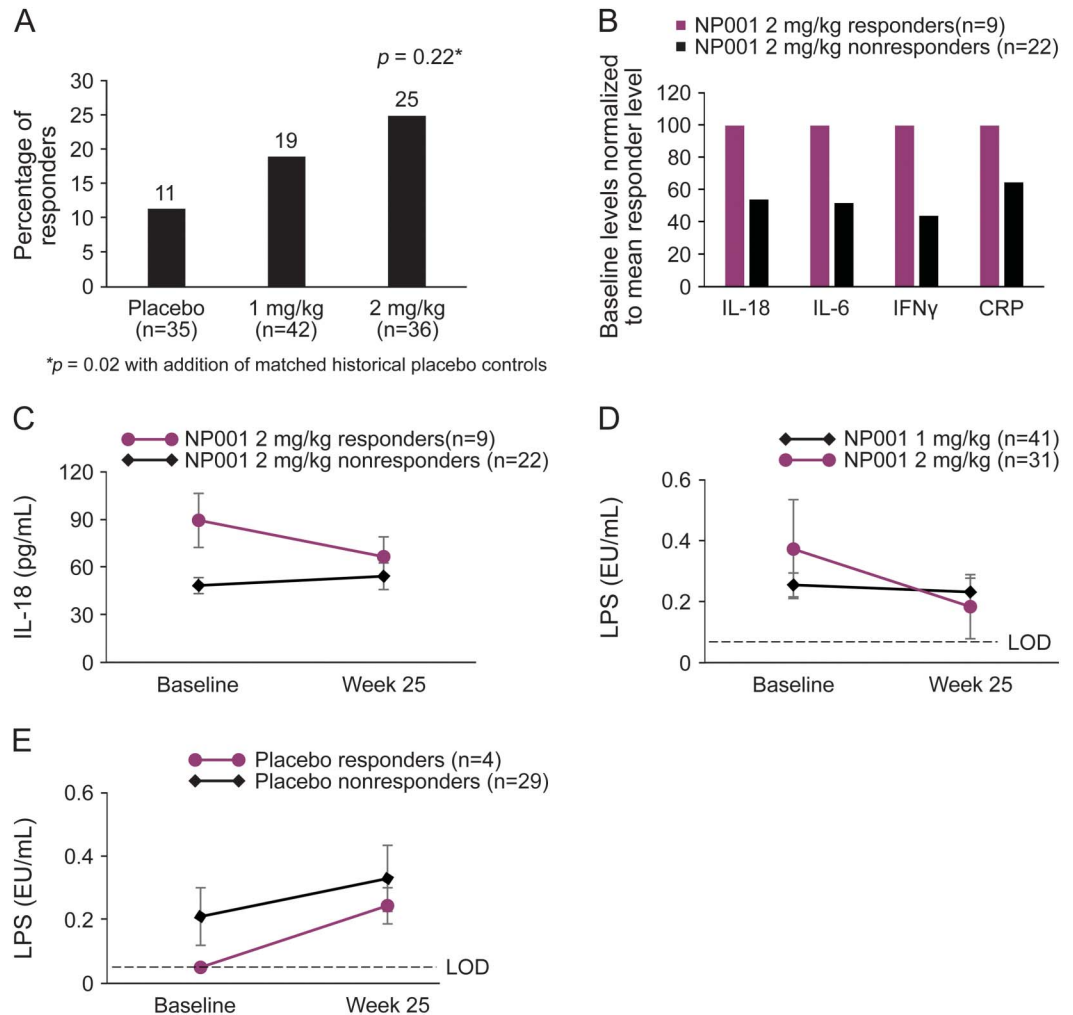 A
p = 0.22*
Percentage of
responders
30
25
20
15
10
5
0
11
19
25
Placebo
(n=35)
1 mg/kg
(n=42)
2 mg/kg
(n=36)
*p = 0.02 with addition of matched historical placebo controls
B
NP001 2 mg/kg responders(n=9)
NP001 2 mg/kg nonresponders (n=22)
Baseline levels normalized
to mean responder level
120
100
80
60
40
20
0
IL-18
IL-6
IFNγ
CRP
C
NP001 2 mg/kg responders(n=9)
NP001 2 mg/kg nonresponders (n=22)
IL-18 (pg/mL)
120
90
60
30
0
Baseline
Week 25
D
NP001 1 mg/kg (n=41)
NP001 2 mg/kg (n=31)
LPS (EU/mL)
0.6
0.4
0.2
0
LOD
Baseline
Week 25
E
Placebo responders (n=4)
Placebo nonresponders (n=29)
LPS (EU/mL)
0.6
0.4
0.2
0
LOD
Baseline
Week 25